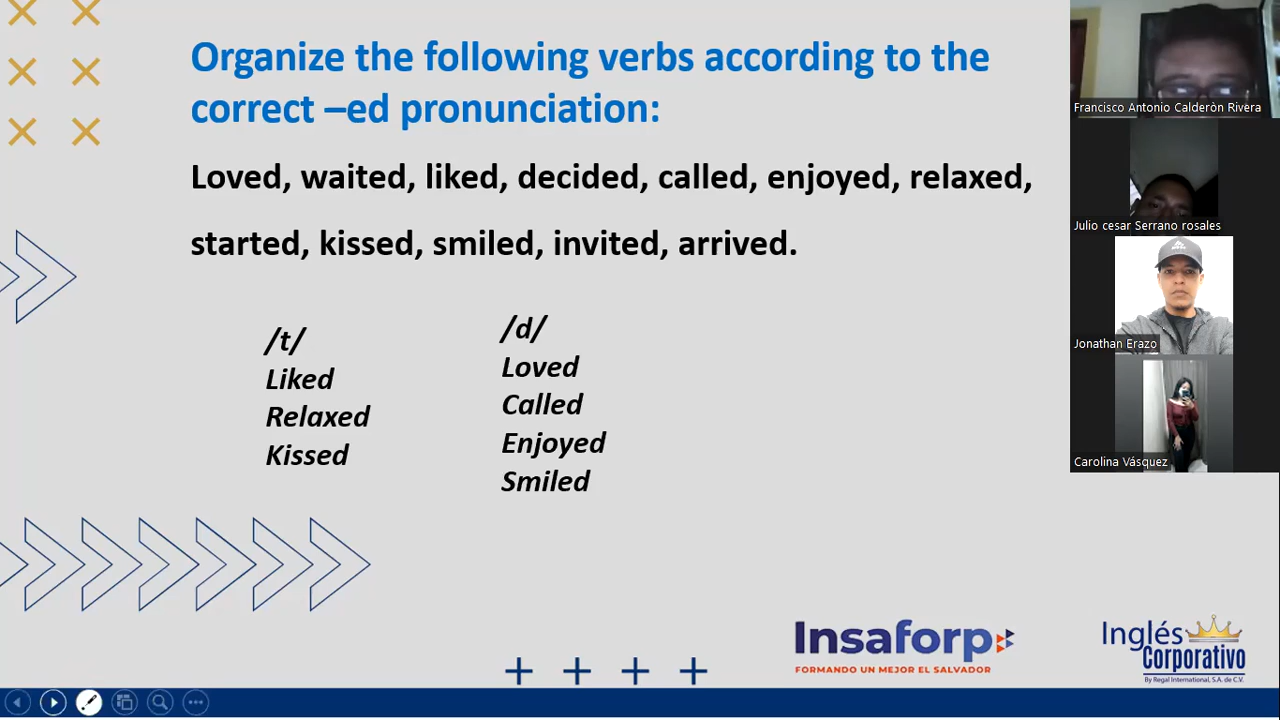 Organize the following verbs according to the
correct –ed pronunciation:
Loved, waited, liked, decided, called, enjoyed, relaxed,
started, kissed, smiled, invited, arrived.
/t/
Liked
Relaxed
Kissed
/d/
Loved
Called
Enjoyed
Smiled
Francisco Antonio Calderòn Rivera
Julio cesar Serrano rosales
Jonathan Erazo
Carolina Vásquez
Insaforp
FORMANDO UN MEJOR EL SALVADOR
Inglés
Corporativo
By Regal International, S.A. de C.V.